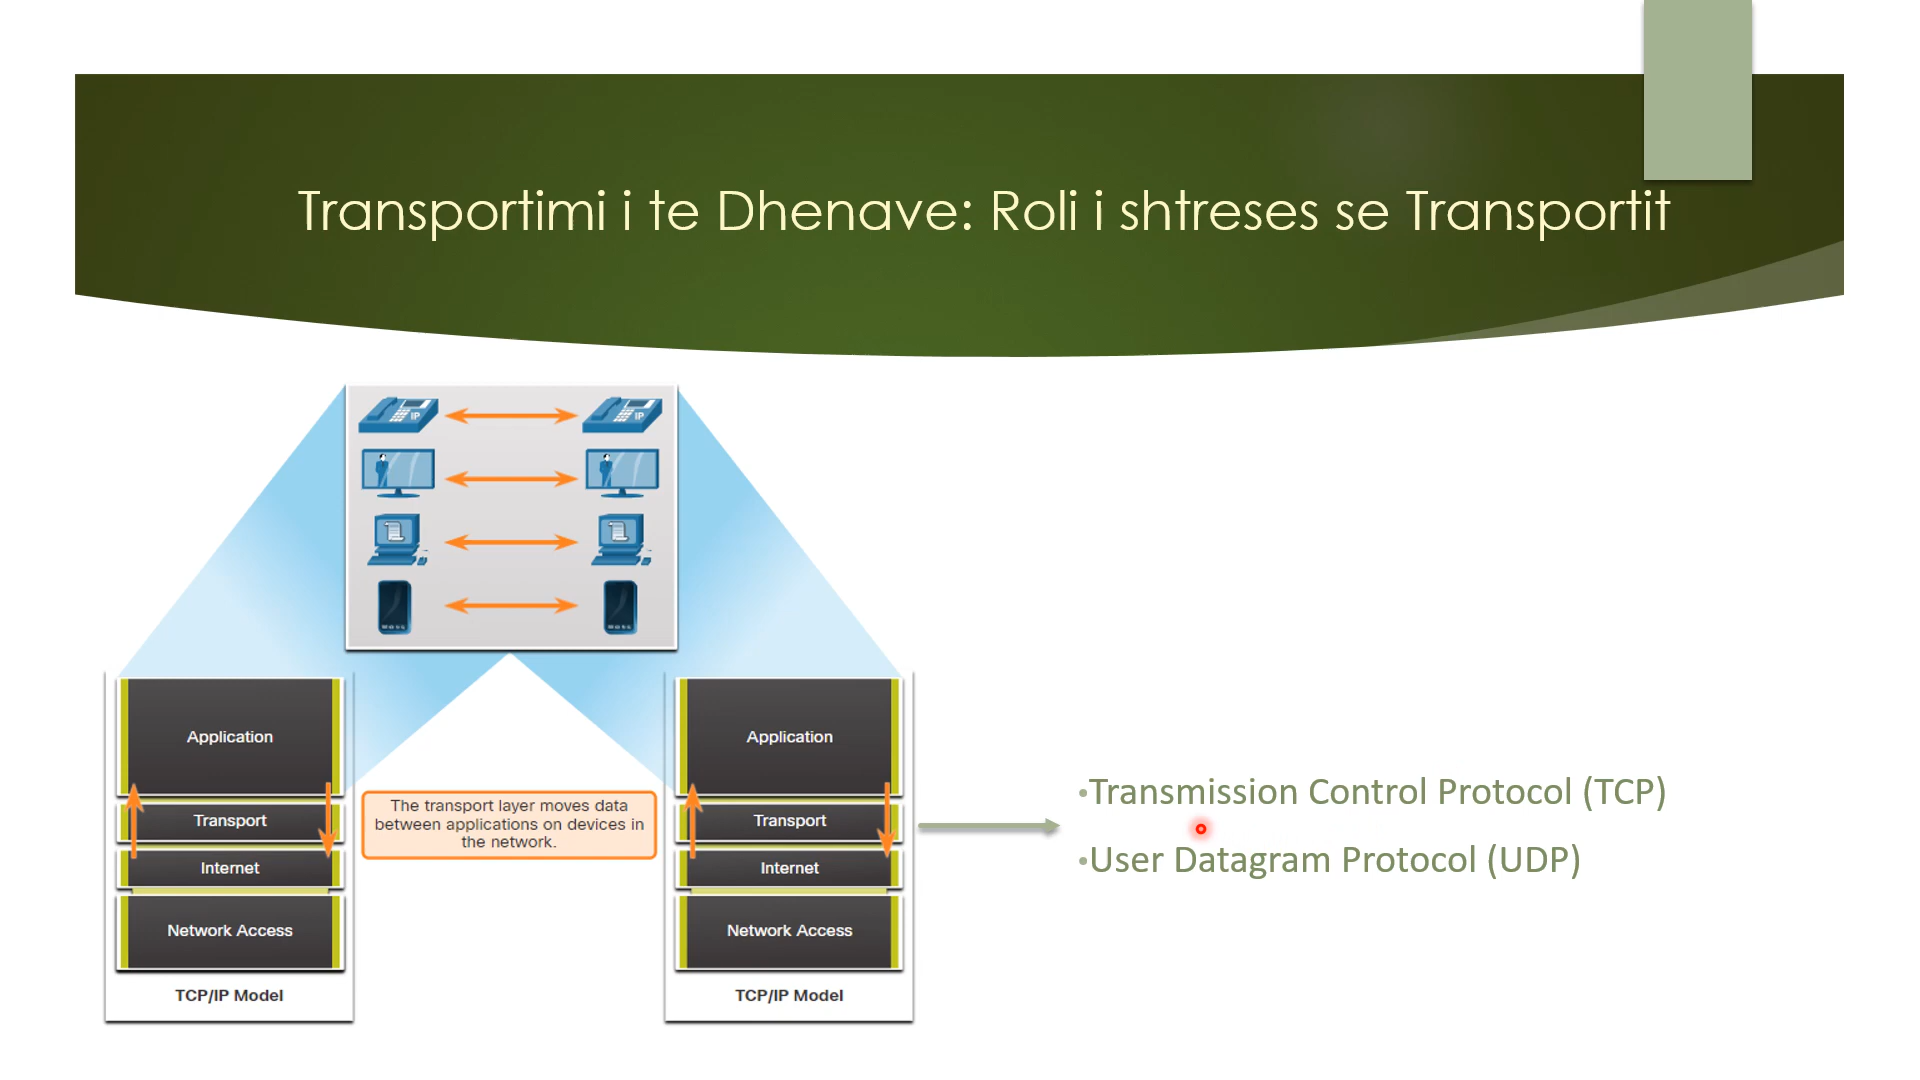 Transportimi i te Dhenave: Roli i shtreses se Transportit
IP
IP
Application
Transport
Internet
Network Access
TCP/IP Model
The transport layer moves data
between applications on devices in
the network.
Application
Transport
Internet
Network Access
TCP/IP Model
•Transmission Control Protocol (TCP)
•User Datagram Protocol (UDP)